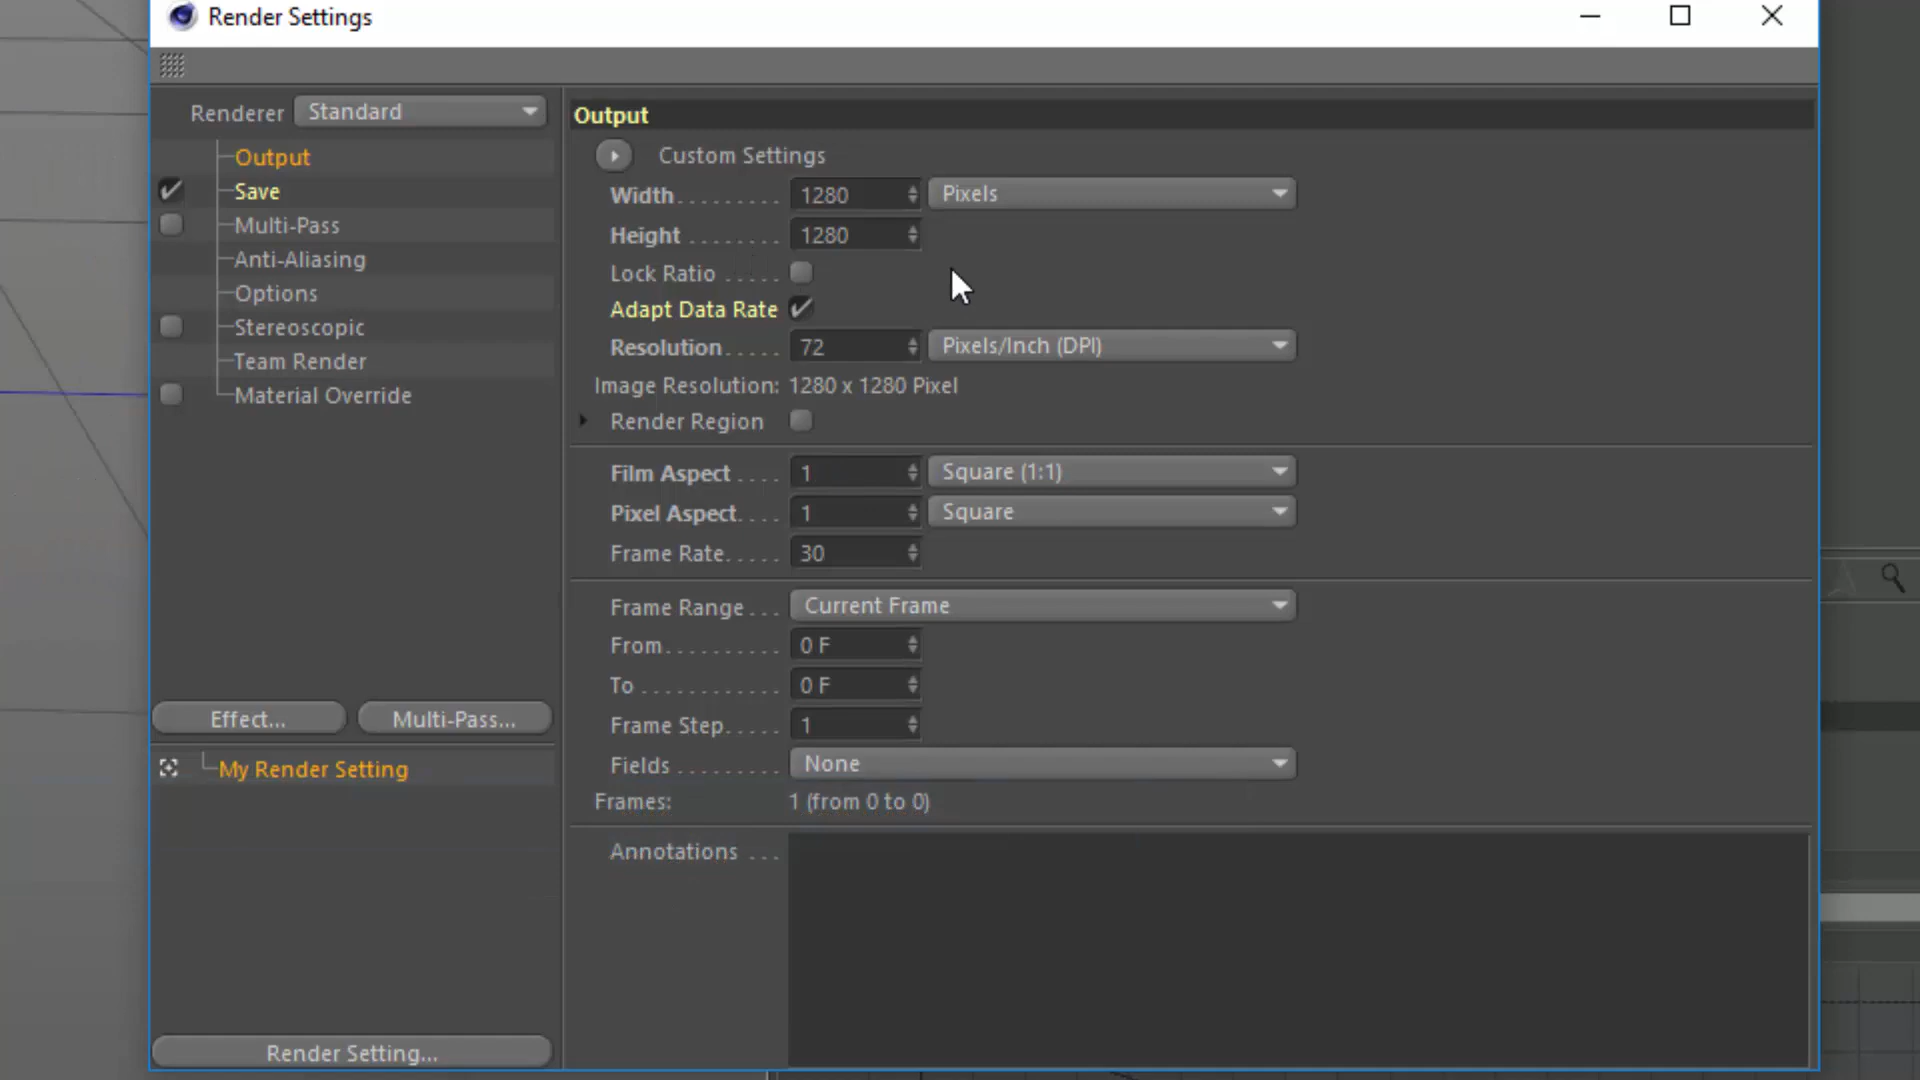 Render Settings
Renderer Standard
Output
Save
Multi-Pass
Anti-Aliasing
Options
Stereoscopic
Team Render
Material Override
Effect...
Multi-Pass...
My Render Setting
Render Setting...
Output
Custom Settings
Width. . . . . . . . . 1280 Pixels
Height . . . . . . . . 1280
Lock Ratio . . . . .
Adapt Data Rate
Resolution. . . . . 72 Pixels/Inch (DPI)
Image Resolution: 1280 x 1280 Pixel
Render Region
Film Aspect . . . . 1 Square (1:1)
Pixel Aspect. . . . 1 Square
Frame Rate. . . . . 30
Frame Range . . . Current Frame
From. . . . . . . . . . 0 F
To . . . . . . . . . . . . 0 F
Frame Step. . . . . 1
Fields . . . . . . . . . None
Frames: 1 (from 0 to 0)
Annotations . . .